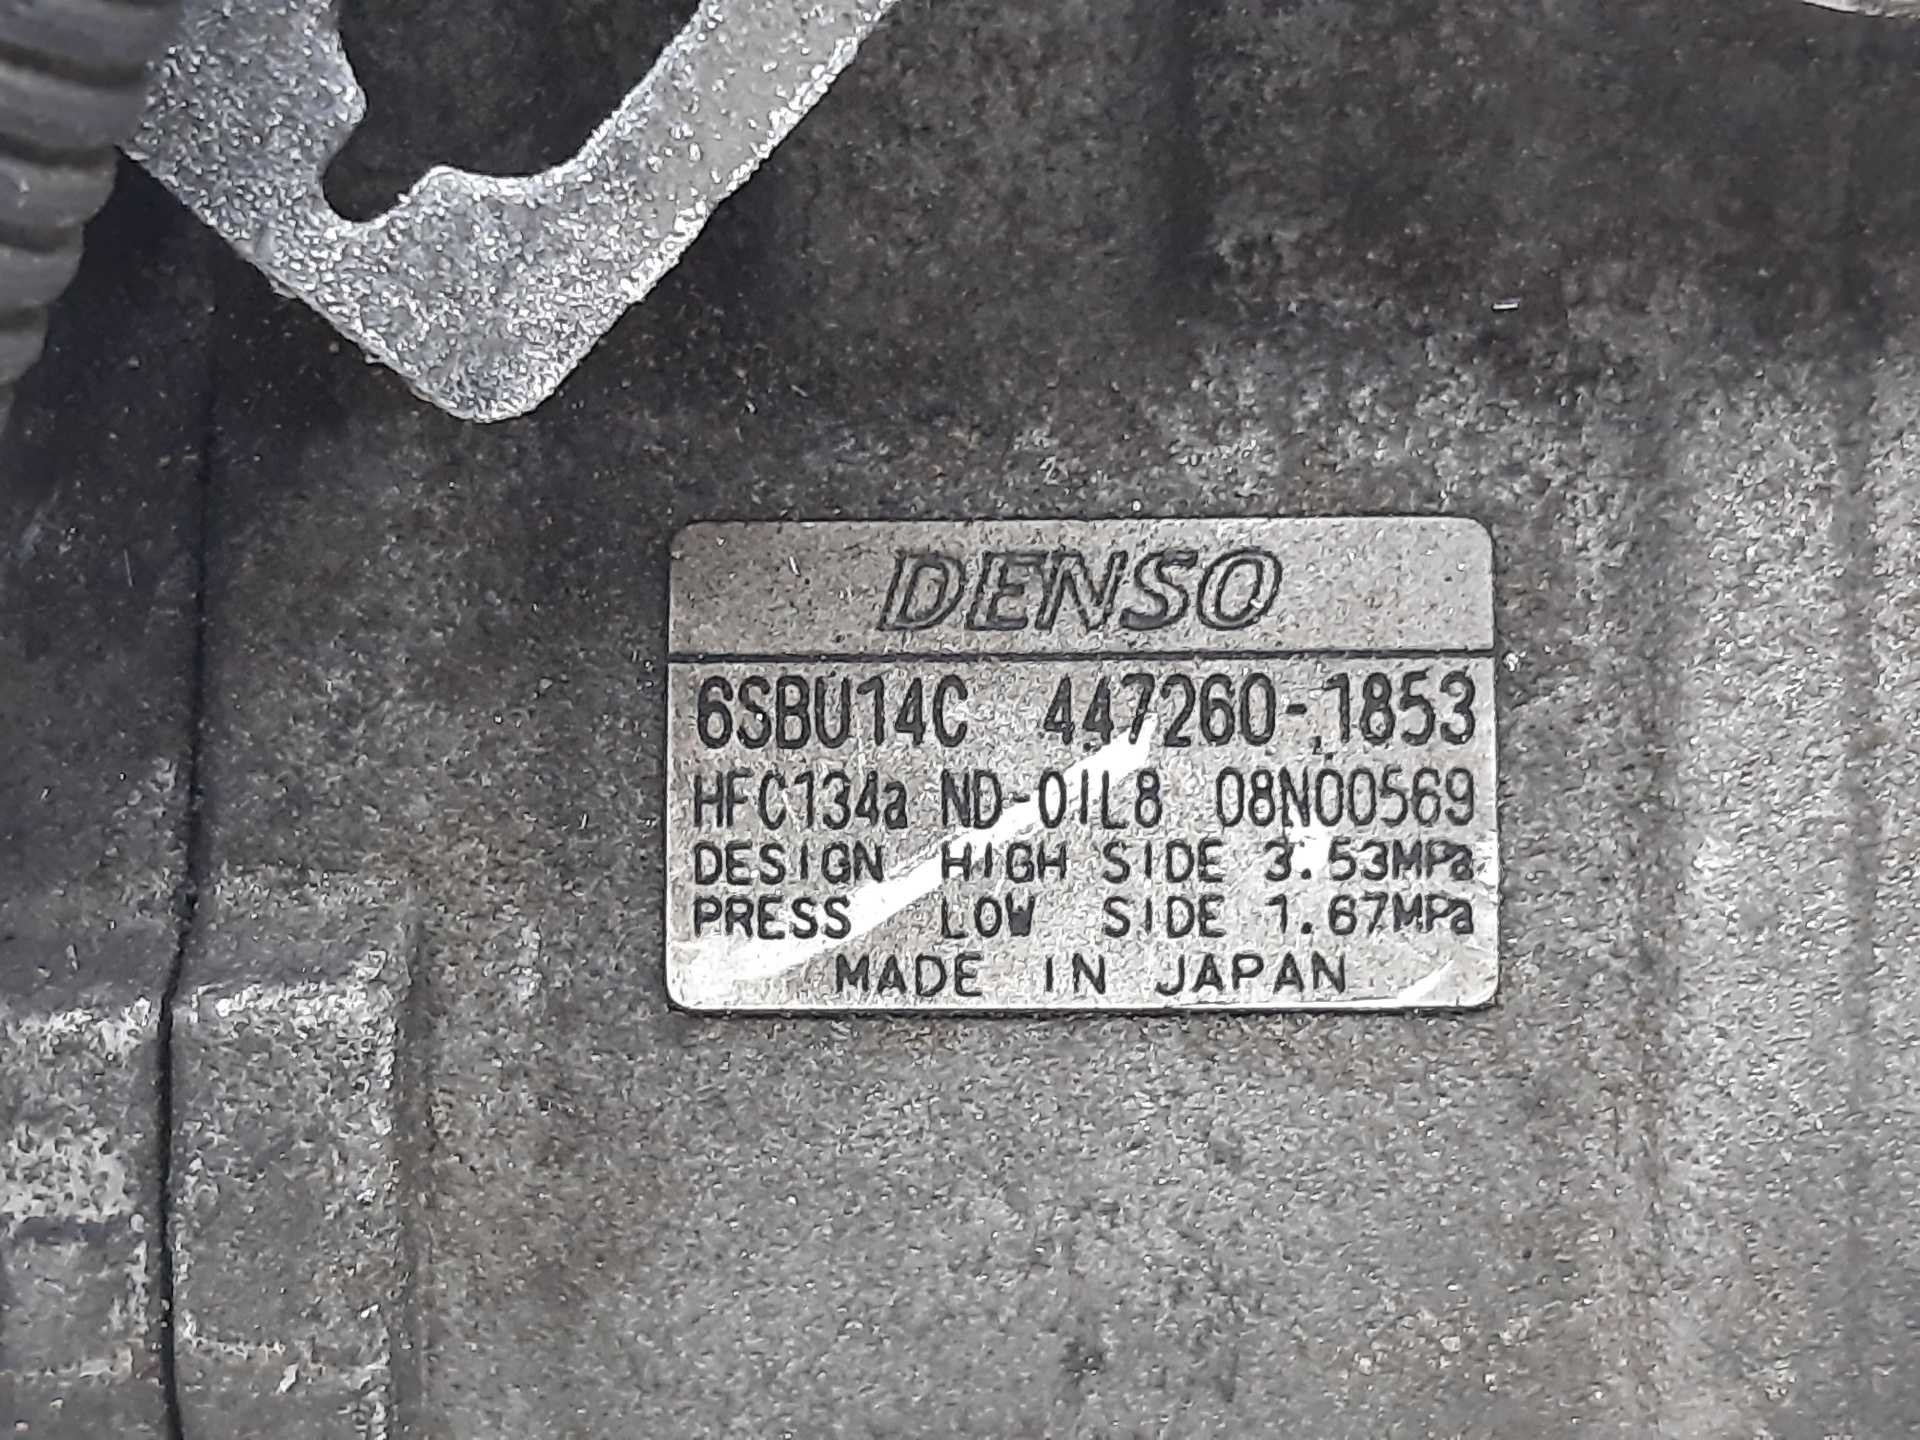 DENSO
6SBU14C 447260-1853
HFC134a ND-OIL8 08N00569
DESIGN HIGH SIDE 3.53MPa
PRESS LOW SIDE 1.67MPa
MADE IN JAPAN